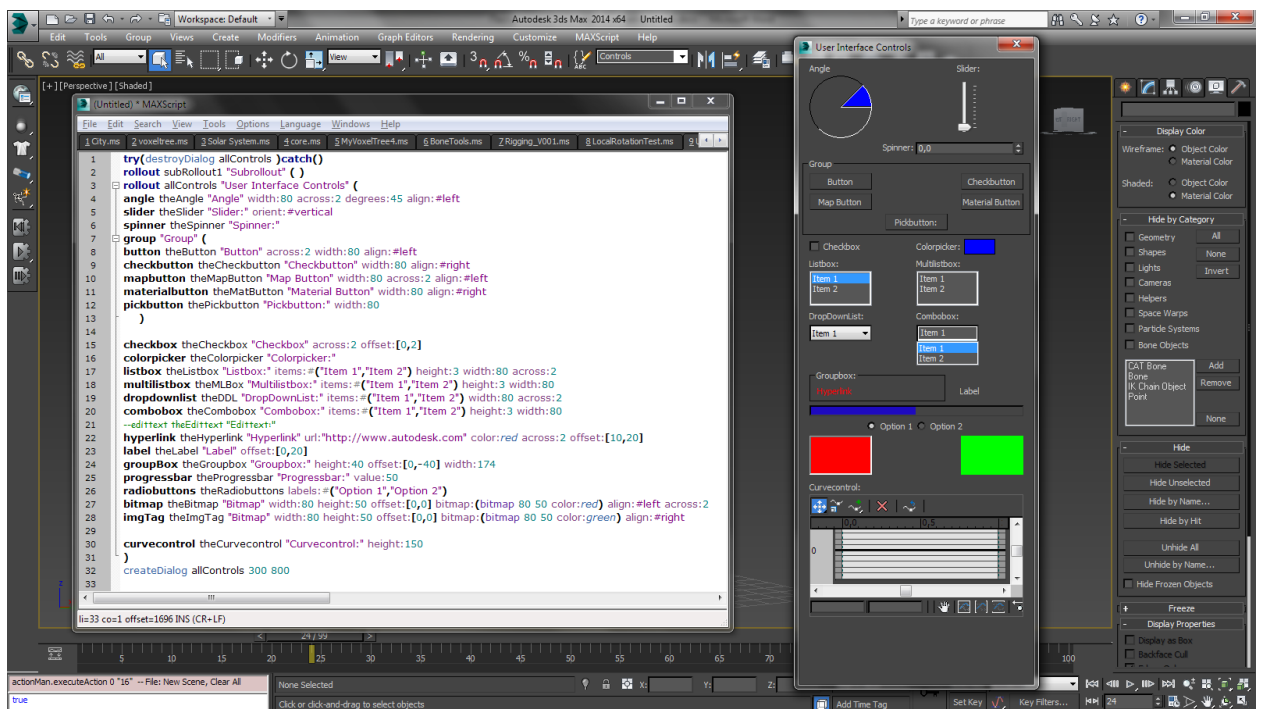 Workspace: Default
Autodesk 3ds Max 2014 x64 Untitled
Type a keyword or phrase
Edit Tools Group Views Create Modifiers Animation Graph Editors Rendering Customize MAXScript Help
All
View
Controls
[+] [Perspective] [Shaded]
(Untitled) * MAXScript
File Edit Search View Tools Options Language Windows Help
1 City.ms 2 voxeltree.ms 3 Solar System.ms 4 core.ms 5 MyVoxelTree4.ms 6 BoneTools.ms 7 Rigging_V001.ms 8 LocalRotationTest.ms
1 try(destroyDialog allControls )catch()
2 rollout subRollout1 "Subrollout" ( )
3 rollout allControls "User Interface Controls" (
4 angle theAngle "Angle" width:80 across:2 degrees:45 align:#left
5 slider theSlider "Slider:" orient:#vertical
6 spinner theSpinner "Spinner:"
7 group "Group" (
8 button theButton "Button" across:2 width:80 align:#left
9 checkbutton theCheckbutton "Checkbutton" width:80 align:#right
10 mapbutton theMapButton "Map Button" width:80 across:2 align:#left
11 materialbutton theMatButton "Material Button" width:80 align:#right
12 pickbutton thePickbutton "Pickbutton:" width:80
13 )
14
15 checkbox theCheckbox "Checkbox" across:2 offset:[0,2]
16 colorpicker theColorpicker "Colorpicker:"
17 listbox theListbox "Listbox:" items:#("Item 1","Item 2") height:3 width:80 across:2
18 multilistbox theMLBox "Multilistbox:" items:#("Item 1","Item 2") height:3 width:80
19 dropdownlist theDDL "DropDownList:" items:#("Item 1","Item 2") width:80 across:2
20 combobox theCombobox "Combobox:" items:#("Item 1","Item 2") height:3 width:80
21 --edittext theEdittext "Edittext:"
22 hyperlink theHyperlink "Hyperlink" url:"http://www.autodesk.com" color:red across:2 offset:[10,20]
23 label theLabel "Label" offset:[0,20]
24 groupBox theGroupbox "Groupbox:" height:40 offset:[0,-40] width:174
25 progressbar theProgressbar "Progressbar:" value:50
26 radiobuttons theRadiobuttons labels:#("Option 1","Option 2")
27 bitmap theBitmap "Bitmap" width:80 height:50 offset:[0,0] bitmap:(bitmap 80 50 color:red) align:#left across:2
28 imgTag theImgTag "Bitmap" width:80 height:50 offset:[0,0] bitmap:(bitmap 80 50 color:green) align:#right
29
30 curvecontrol theCurvecontrol "Curvecontrol:" height:150
31 )
32 createDialog allControls 300 800
33
li=33 co=1 offset=1696 INS (CR+LF)
User Interface Controls
Angle
Slider:
Spinner: 0,0
Group
Button
Checkbutton
Map Button
Material Button
Pickbutton:
Checkbox
Colorpicker:
Listbox:
Multilistbox:
Item 1
Item 2
Item 1
Item 2
DropDownList:
Combobox:
Item 1
Item 1
Item 1
Item 2
Groupbox:
Hyperlink
Label
Option 1
Option 2
Curvecontrol:
0,0
0,5
0
Display Color
Wireframe: Object Color
Material Color
Shaded: Object Color
Material Color
Hide by Category
Geometry
Shapes
Lights
Cameras
Helpers
Space Warps
Particle Systems
Bone Objects
All
None
Invert
CAT Bone
Bone
IK Chain Object
Point
Add
Remove
None
Hide
Hide Selected
Hide Unselected
Hide by Name...
Hide by Hit
Unhide All
Unhide by Name...
Hide Frozen Objects
Freeze
Display Properties
Display as Box
Backface Cull
z
24 / 99
5 10 15 20 25 30 35 40 45 50 55 60 65 70 100
actionMan.executeAction 0 "16" -- File: New Scene, Clear All
true
None Selected
Click or click-and-drag to select objects
X:
Y:
Z:
Add Time Tag
Set Key
Key Filters...
24